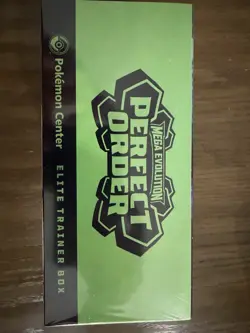 MEGA EVOLUTION
PERFECT
ORDER
Pokémon Center
ELITE TRAINER BOX